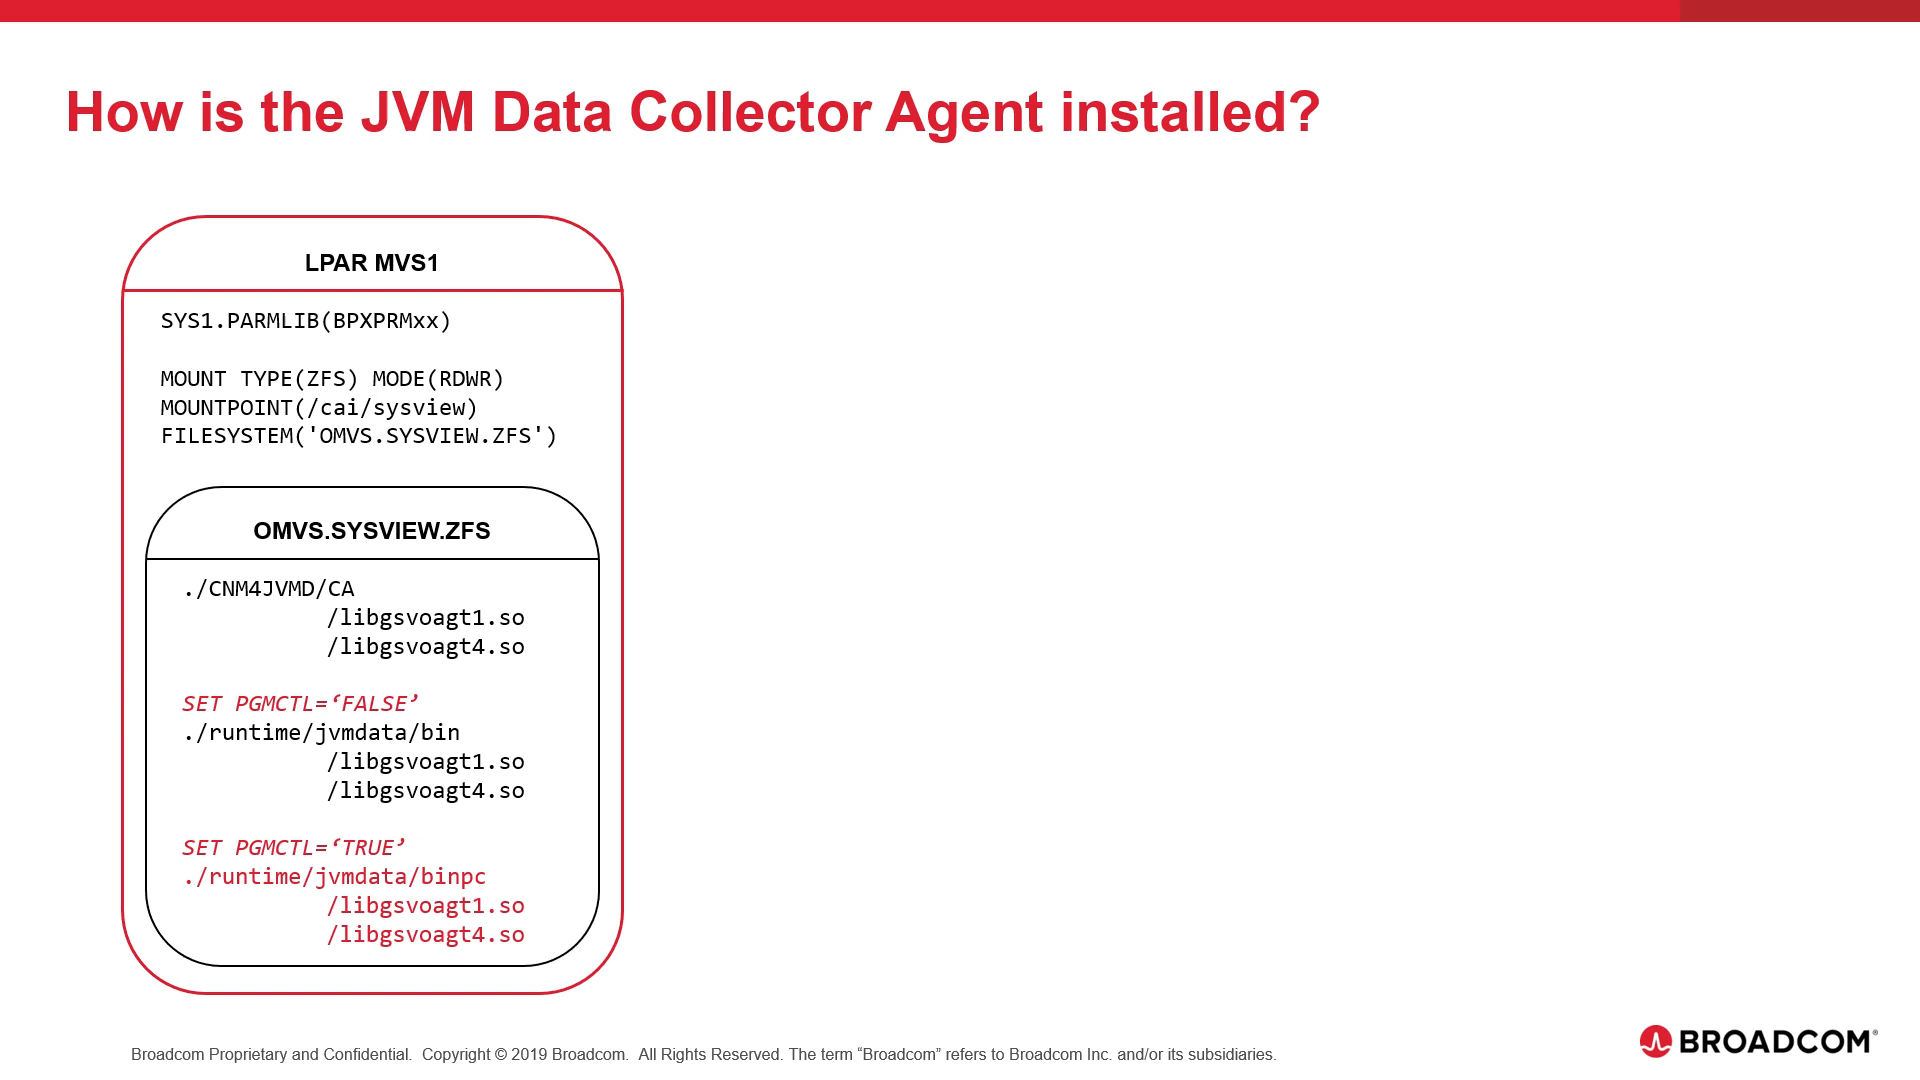 How is the JVM Data Collector Agent installed?
LPAR MVS1
SYS1.PARMLIB(BPXPRMxx)
MOUNT TYPE(ZFS) MODE(RDWR)
MOUNTPOINT(/cai/sysview)
FILESYSTEM('OMVS.SYSVIEW.ZFS')
OMVS.SYSVIEW.ZFS
./CNM4JVMD/CA
/libgsvoagt1.so
/libgsvoagt4.so
SET PGMCTL=‘FALSE’
./runtime/jvmdata/bin
/libgsvoagt1.so
/libgsvoagt4.so
SET PGMCTL=‘TRUE’
./runtime/jvmdata/binpc
/libgsvoagt1.so
/libgsvoagt4.so
Broadcom Proprietary and Confidential.  Copyright © 2019 Broadcom.  All Rights Reserved. The term “Broadcom” refers to Broadcom Inc. and/or its subsidiaries.
BROADCOM®